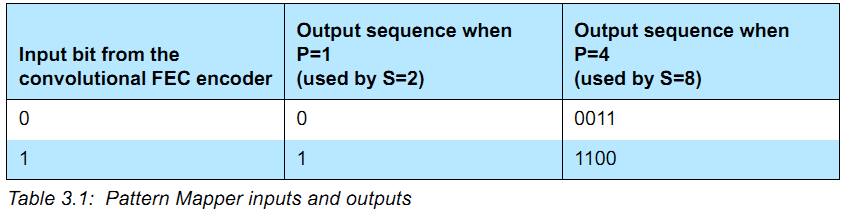 Input bit from the
convolutional FEC encoder
Output sequence when
P=1
(used by S=2)
Output sequence when
P=4
(used by S=8)
0
0
0011
1
1
1100
Table 3.1:  Pattern Mapper inputs and outputs